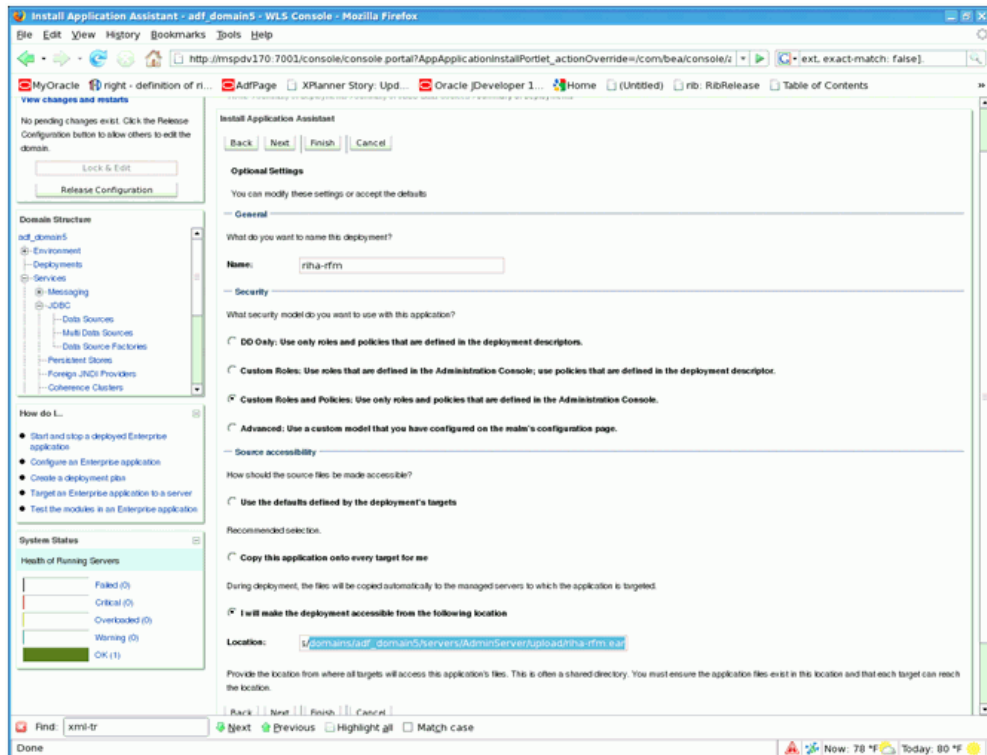 Install Application Assistant - adf_domain5 - WLS Console - Mozilla Firefox
File Edit View History Bookmarks Tools Help
http://mspdv170:7001/console/console.portal?AppApplicationInstallPortlet_actionOverride=/com/bea/console/a
ext, exact-match: false].
MyOracle right - definition of ri... AdfPage XPlanner Story: Upd... Oracle JDeveloper 1... Home (Untitled) rib: RibRelease Table of Contents »
View changes and restarts
No pending changes exist. Click the Release
Configuration button to allow others to edit the
domain.
Lock & Edit
Release Configuration
Domain Structure
adf_domain5
Environment
Deployments
Services
Messaging
JDBC
Data Sources
Multi Data Sources
Data Source Factories
Persistent Stores
Foreign JNDI Providers
Coherence Clusters
How do I...
Start and stop a deployed Enterprise
application
Configure an Enterprise application
Create a deployment plan
Target an Enterprise application to a server
Test the modules in an Enterprise application
System Status
Health of Running Servers
Failed (0)
Critical (0)
Overloaded (0)
Warning (0)
OK (1)
Install Application Assistant
Back Next Finish Cancel
Optional Settings
You can modify these settings or accept the defaults
General
What do you want to name this deployment?
Name: riha-rfm
Security
What security model do you want to use with this application?
DD Only: Use only roles and policies that are defined in the deployment descriptors.
Custom Roles: Use roles that are defined in the Administration Console; use policies that are defined in the deployment descriptor.
Custom Roles and Policies: Use only roles and policies that are defined in the Administration Console.
Advanced: Use a custom model that you have configured on the realm's configuration page.
Source accessibility
How should the source files be made accessible?
Use the defaults defined by the deployment's targets
Recommended selection.
Copy this application onto every target for me
During deployment, the files will be copied automatically to the managed servers to which the application is targeted.
I will make the deployment accessible from the following location
Location: s/domains/adf_domain5/servers/AdminServer/upload/riha-rfm.ear
Provide the location from where all targets will access this application's files. This is often a shared directory. You must ensure the application files exist in this location and that each target can reach
the location.
Back Next Finish Cancel
Find: xml-tr Next Previous Highlight all Match case
Done
Now: 78 °F Today: 80 °F